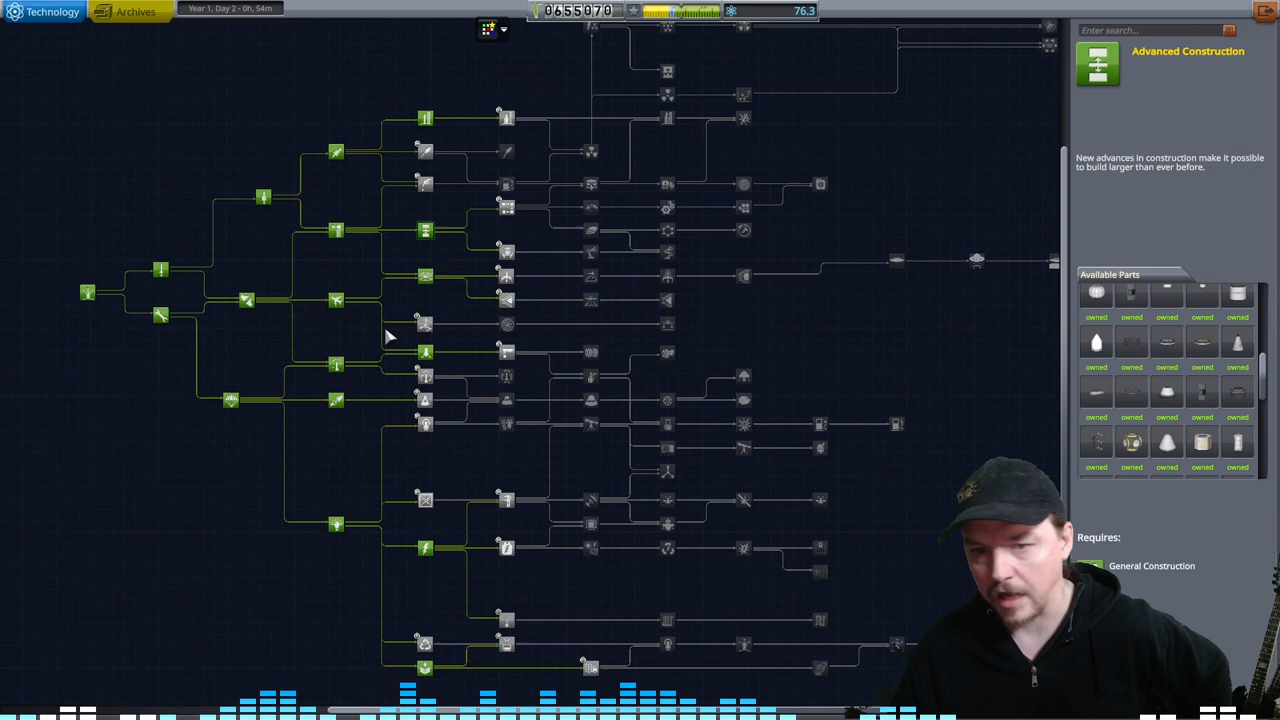 Technology
Archives
Year 1, Day 2 - 0h, 54m
0655070
76.3
Enter search...
Advanced Construction
New advances in construction make it possible
to build larger than ever before.
Available Parts
owned owned owned owned owned
owned owned owned owned owned
owned owned owned owned owned
owned owned owned owned owned
Requires:
General Construction